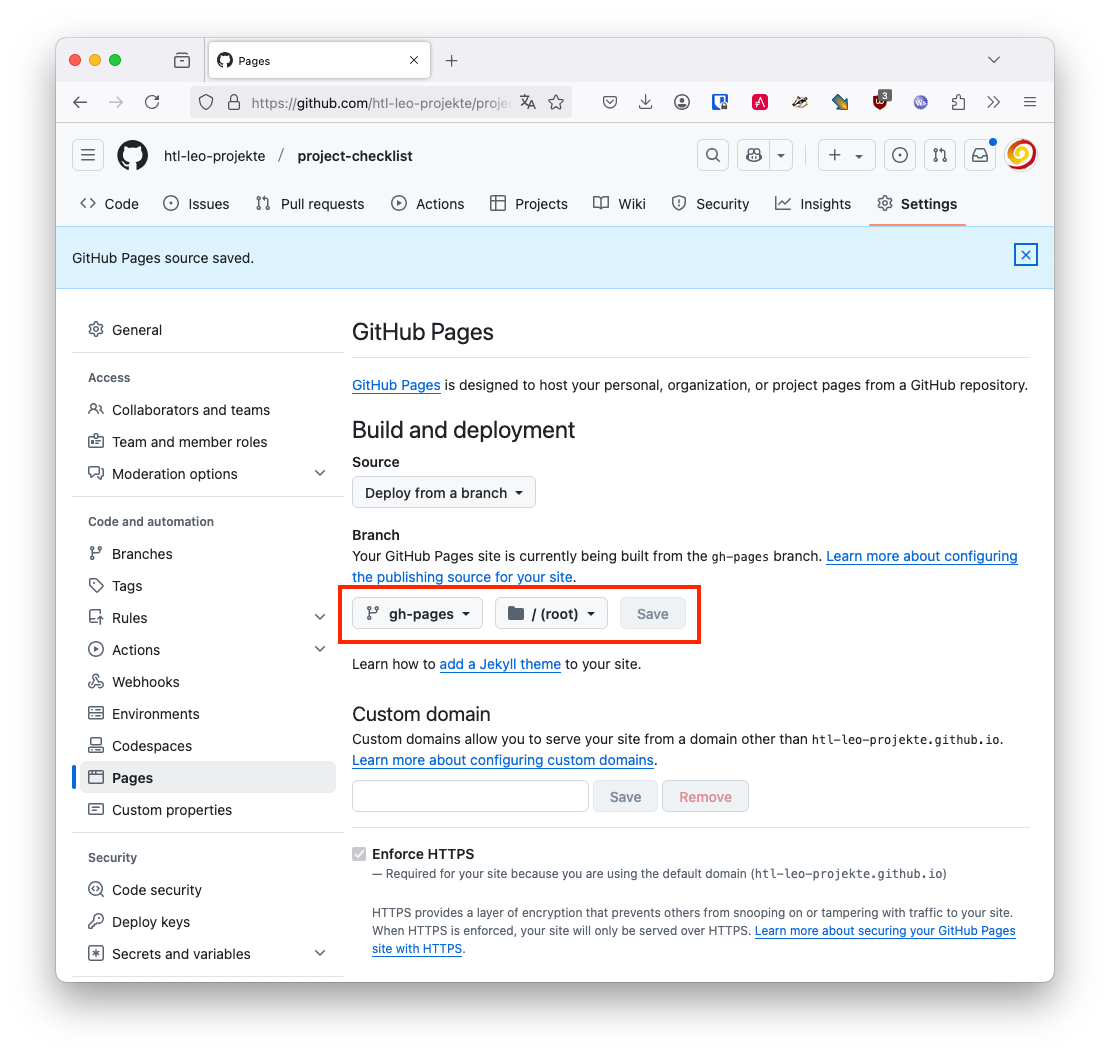 Pages
https://github.com/htl-leo-projekte/proje
3
htl-leo-projekte / project-checklist
Code Issues Pull requests Actions Projects Wiki Security Insights Settings
GitHub Pages source saved.
General
Access
Collaborators and teams
Team and member roles
Moderation options
Code and automation
Branches
Tags
Rules
Actions
Webhooks
Environments
Codespaces
Pages
Custom properties
Security
Code security
Deploy keys
Secrets and variables
GitHub Pages
GitHub Pages is designed to host your personal, organization, or project pages from a GitHub repository.
Build and deployment
Source
Deploy from a branch
Branch
Your GitHub Pages site is currently being built from the gh-pages branch. Learn more about configuring
the publishing source for your site.
gh-pages / (root) Save
Learn how to add a Jekyll theme to your site.
Custom domain
Custom domains allow you to serve your site from a domain other than htl-leo-projekte.github.io.
Learn more about configuring custom domains.
Save Remove
Enforce HTTPS
— Required for your site because you are using the default domain (htl-leo-projekte.github.io)
HTTPS provides a layer of encryption that prevents others from snooping on or tampering with traffic to your site.
When HTTPS is enforced, your site will only be served over HTTPS. Learn more about securing your GitHub Pages
site with HTTPS.